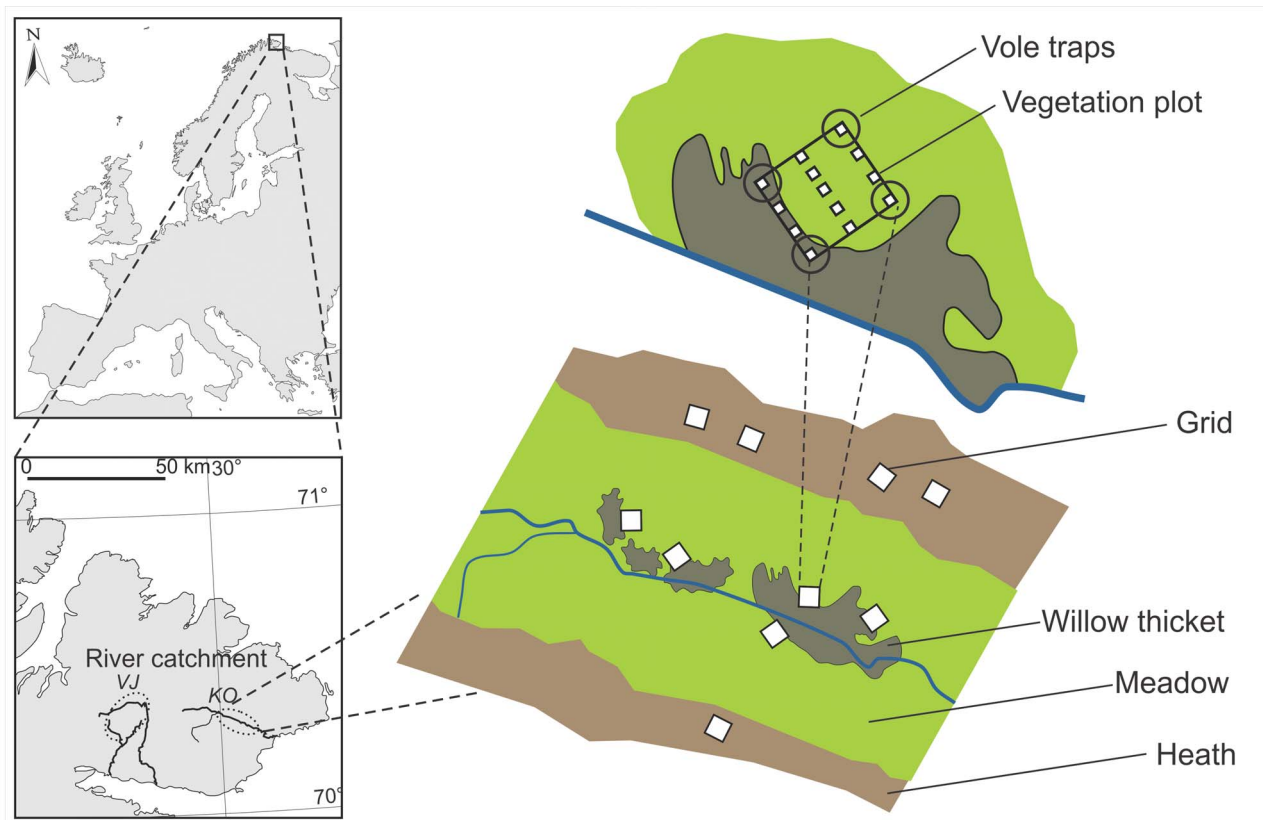 N
Vole traps
Vegetation plot
Grid
0 50 km 30°
71°
River catchment
VJ
KO
70°
Willow thicket
Meadow
Heath